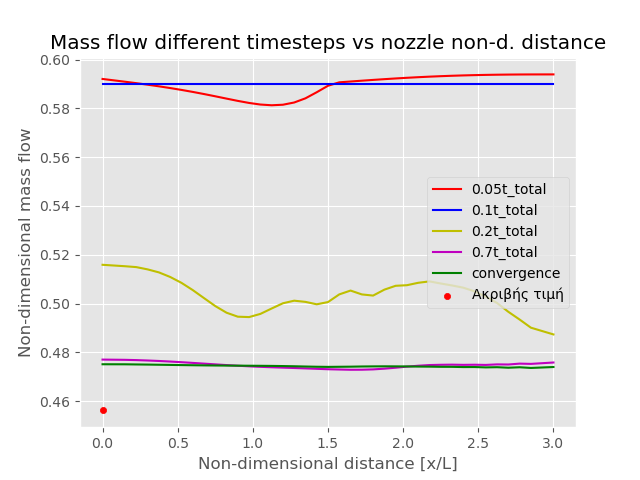 Mass flow different timesteps vs nozzle non-d. distance
Non-dimensional mass flow
0.60
0.58
0.56
0.54
0.52
0.50
0.48
0.46
0.05t_total
0.1t_total
0.2t_total
0.7t_total
convergence
Ακριβής τιμή
0.0 0.5 1.0 1.5 2.0 2.5 3.0
Non-dimensional distance [x/L]